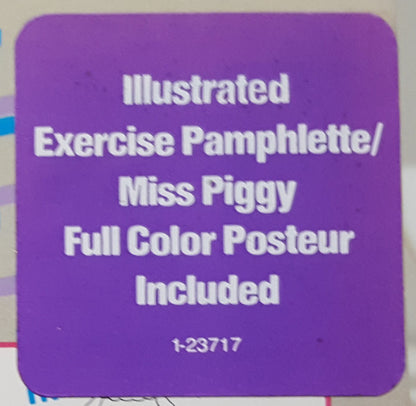 Illustrated
Exercise Pamphlette/
Miss Piggy
Full Color Posteur
Included
1-23717